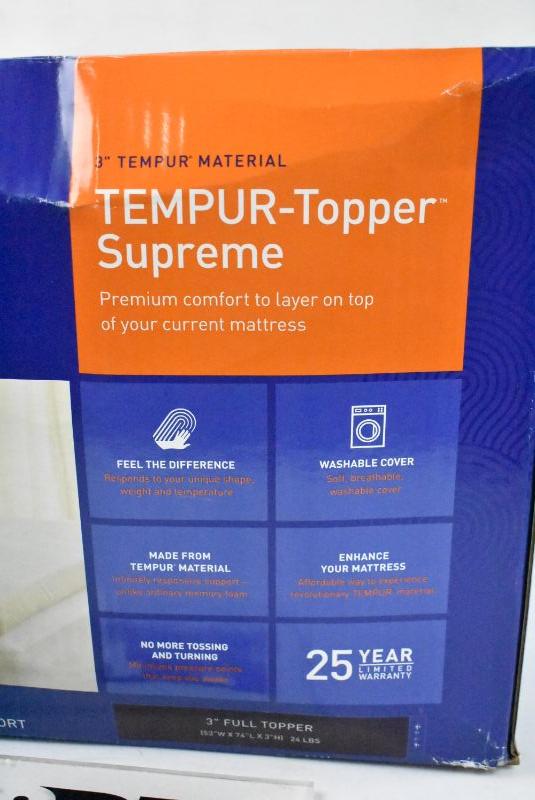 3" TEMPUR® MATERIAL
TEMPUR-Topper™
Supreme
Premium comfort to layer on top
of your current mattress
FEEL THE DIFFERENCE
Responds to your unique shape,
weight and temperature
WASHABLE COVER
Soft, breathable,
washable cover
MADE FROM
TEMPUR® MATERIAL
Intimately responsive support—
unlike ordinary memory foam
ENHANCE
YOUR MATTRESS
Affordable way to experience
revolutionary TEMPUR® material
NO MORE TOSSING
AND TURNING
Minimizes pressure points
that keep you awake
25 YEAR
LIMITED
WARRANTY
ORT
3" FULL TOPPER
(53"W X 74"L X 3"H) 24 LBS